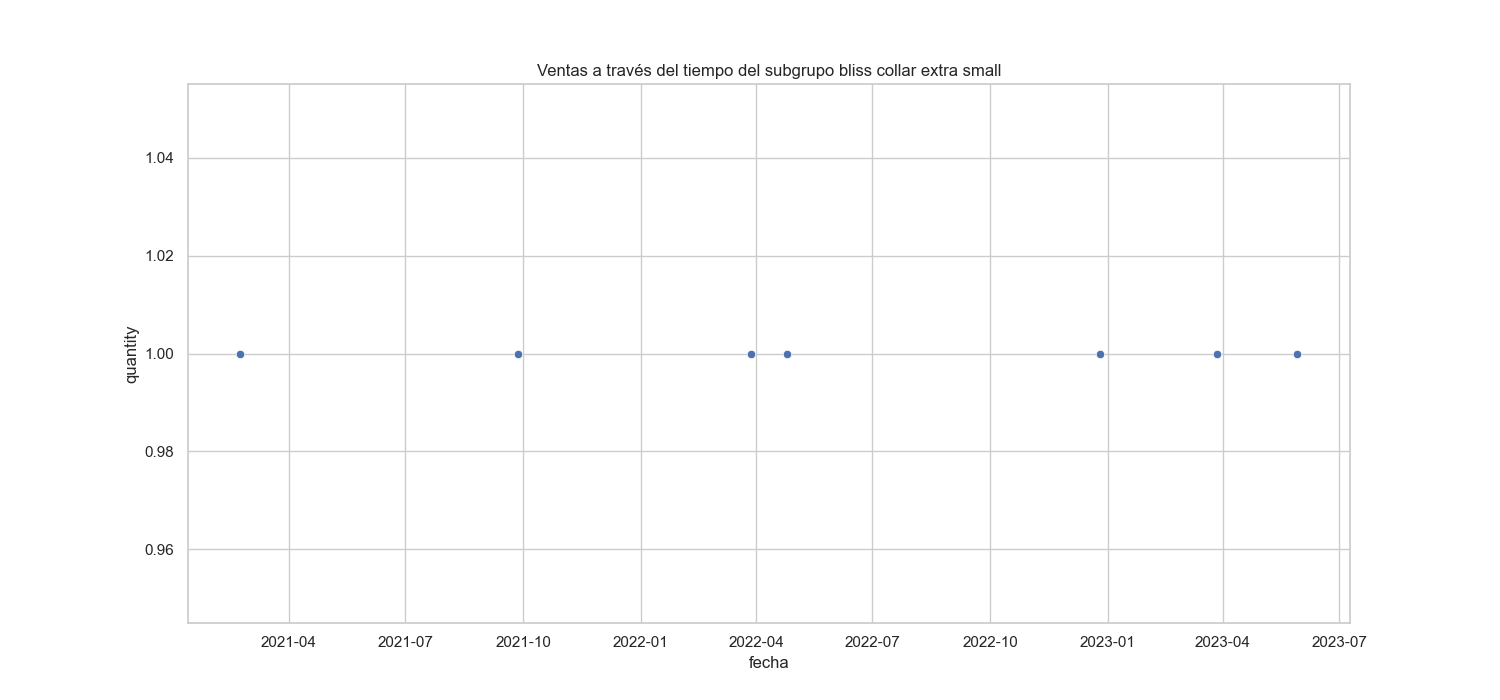 Ventas a través del tiempo del subgrupo bliss collar extra small
1.04
1.02
1.00
0.98
0.96
quantity
2021-04 2021-07 2021-10 2022-01 2022-04 2022-07 2022-10 2023-01 2023-04 2023-07
fecha